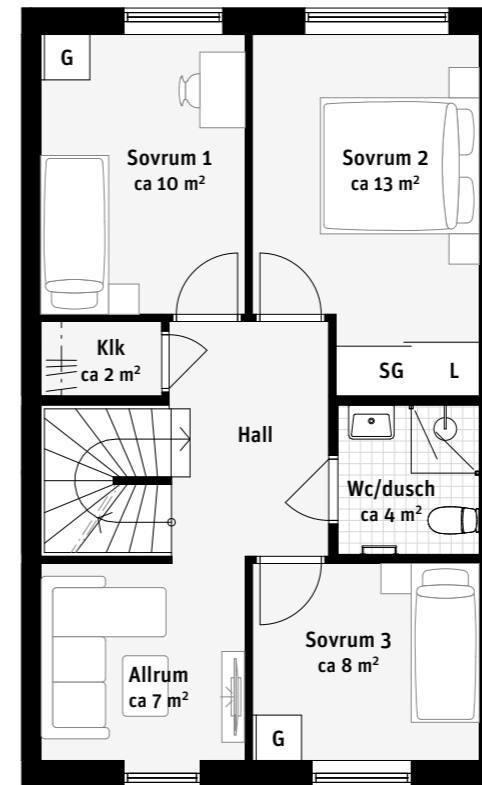 G
Sovrum 1
ca 10 m²
Sovrum 2
ca 13 m²
Klk
ca 2 m²
SG L
Hall
Wc/dusch
ca 4 m²
Sovrum 3
ca 8 m²
Allrum
ca 7 m²
G